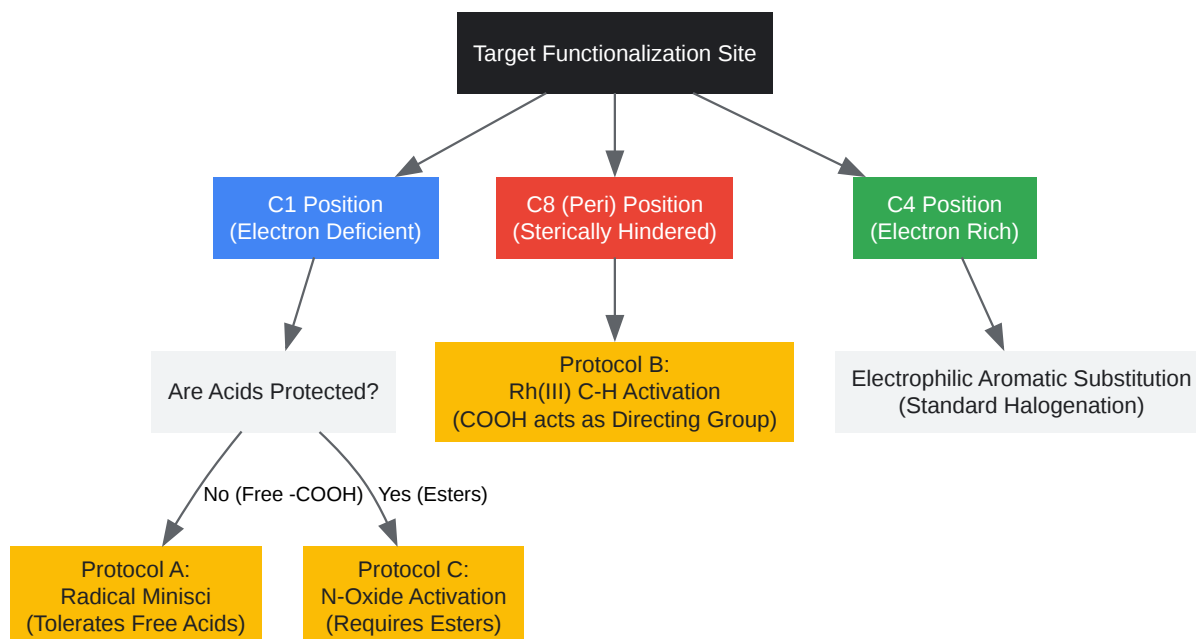 Target Functionalization Site
C1 Position
(Electron Deficient)
C8 (Peri) Position
(Sterically Hindered)
C4 Position
(Electron Rich)
Are Acids Protected?
Protocol B:
Rh(III) C-H Activation
(COOH acts as Directing Group)
Electrophilic Aromatic Substitution
(Standard Halogenation)
No (Free -COOH)
Yes (Esters)
Protocol A:
Radical Minisci
(Tolerates Free Acids)
Protocol C:
N-Oxide Activation
(Requires Esters)